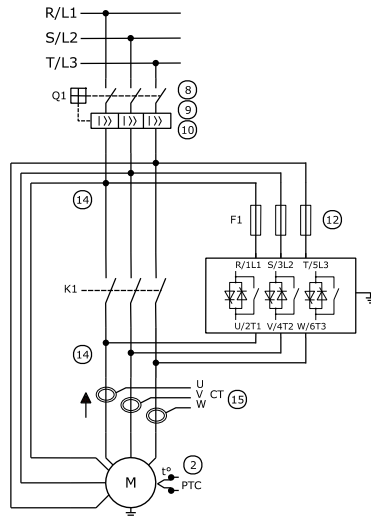 R/L1
S/L2
T/L3
Q1
8
9
10
I>> I>> I>>
14
F1
12
R/1L1 S/3L2 T/5L3
K1
U/2T1 V/4T2 W/6T3
14
U
V CT
W
15
2
t°
M
PTC